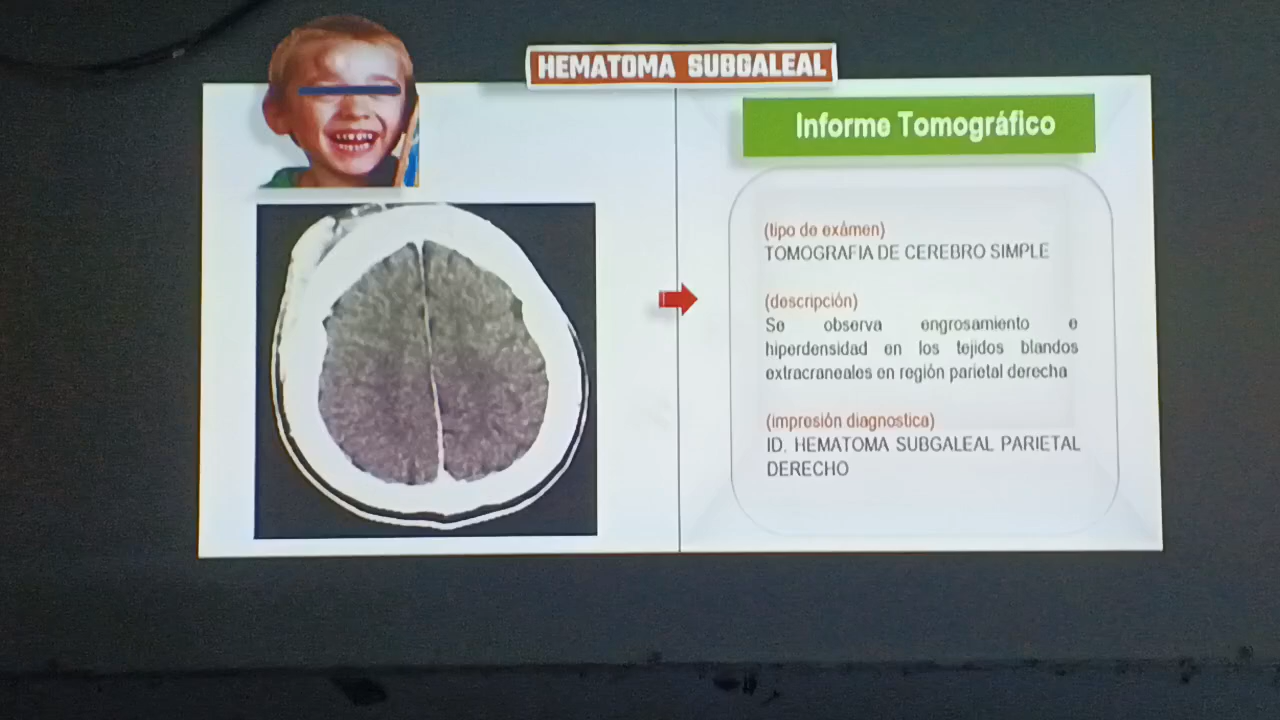 HEMATOMA SUBGALEAL
Informe Tomográfico
(tipo de exámen)
TOMOGRAFIA DE CEREBRO SIMPLE
(descripción)
Se observa engrosamiento e
hiperdensidad en los tejidos blandos
extracraneales en región parietal derecha
(impresión diagnostica)
ID. HEMATOMA SUBGALEAL PARIETAL
DERECHO